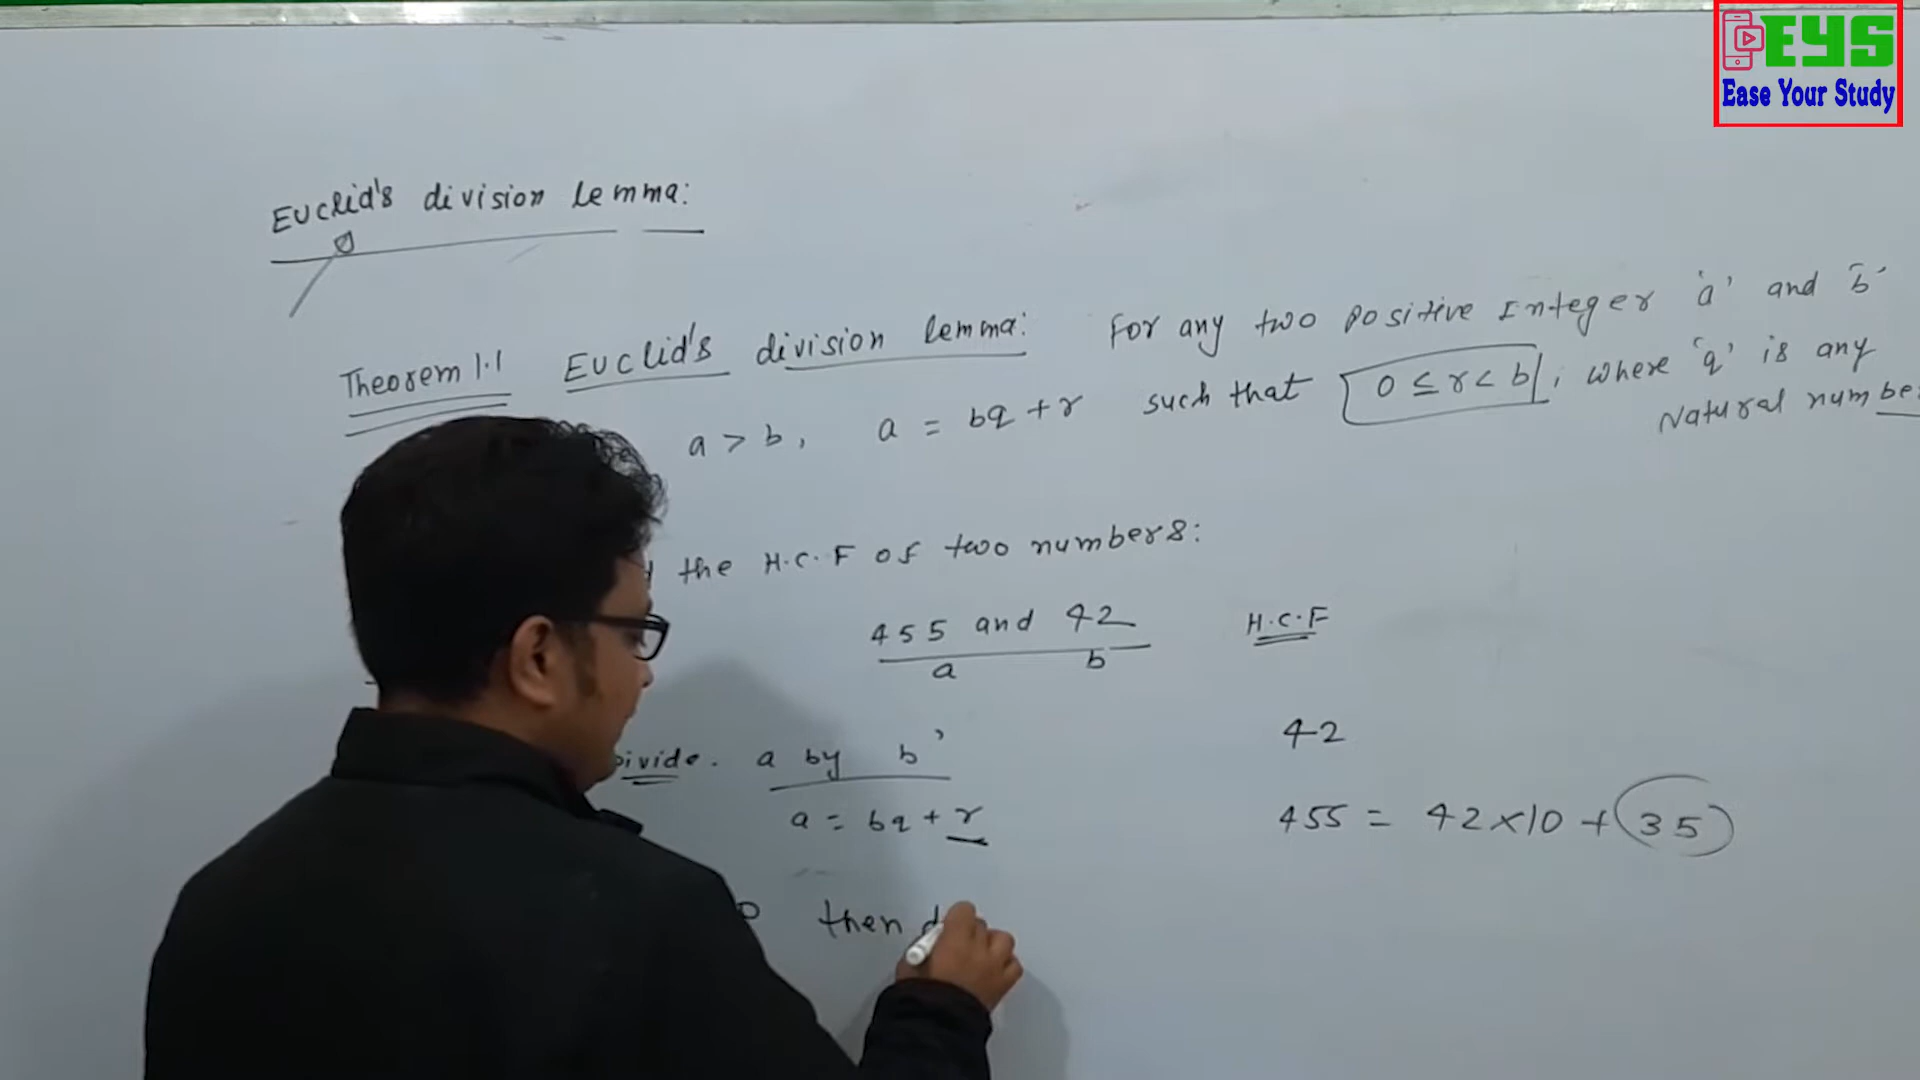 EYS
Ease Your Study
Euclid's division lemma:
Theorem 1.1 Euclid's division lemma: For any two positive Integer 'a' and 'b'
a > b, a = bq + r such that 0 ≤ r < b, where 'q' is any
Natural number
the H.C.F of two numbers:
455 and 42 H.C.F
a b
Divide. a by b' 42
a = bq + r 455 = 42×10 + 35
then